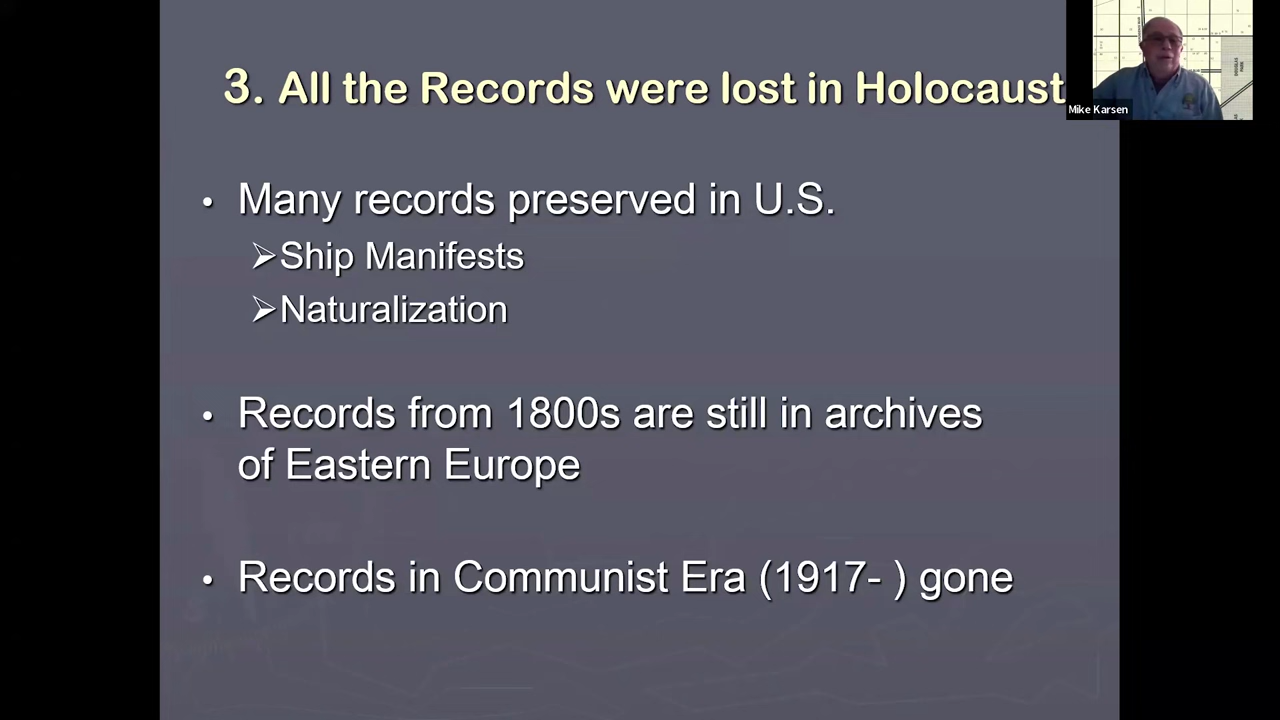 3. All the Records were lost in Holocaust
Mike Karsen
• Many records preserved in U.S.
➢Ship Manifests
➢Naturalization
• Records from 1800s are still in archives
of Eastern Europe
• Records in Communist Era (1917- ) gone